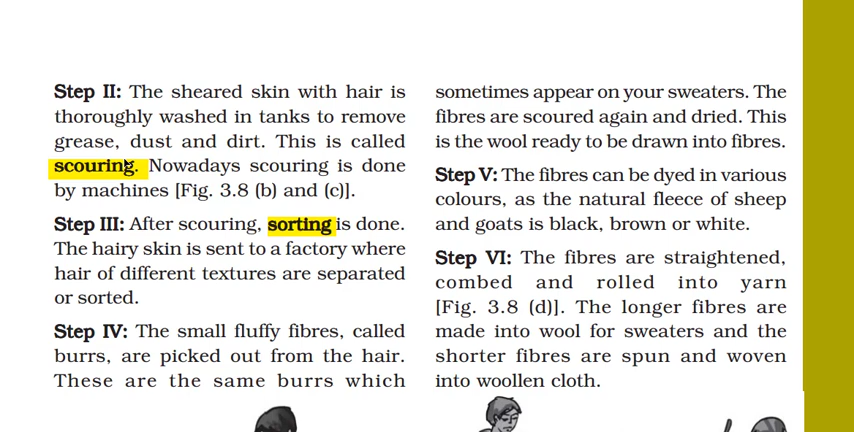 Step II: The sheared skin with hair is
thoroughly washed in tanks to remove
grease, dust and dirt. This is called
scouring. Nowadays scouring is done
by machines [Fig. 3.8 (b) and (c)].
Step III: After scouring, sorting is done.
The hairy skin is sent to a factory where
hair of different textures are separated
or sorted.
Step IV: The small fluffy fibres, called
burrs, are picked out from the hair.
These are the same burrs which
sometimes appear on your sweaters. The
fibres are scoured again and dried. This
is the wool ready to be drawn into fibres.
Step V: The fibres can be dyed in various
colours, as the natural fleece of sheep
and goats is black, brown or white.
Step VI: The fibres are straightened,
combed and rolled into yarn
[Fig. 3.8 (d)]. The longer fibres are
made into wool for sweaters and the
shorter fibres are spun and woven
into woollen cloth.